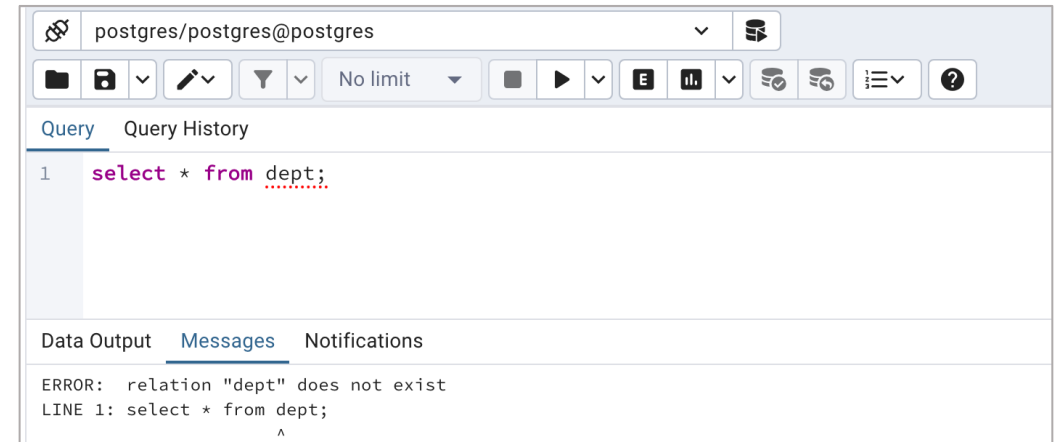 postgres/postgres@postgres
No limit
E
Query Query History
1 select * from dept;
Data Output Messages Notifications
ERROR:  relation "dept" does not exist
LINE 1: select * from dept;
^